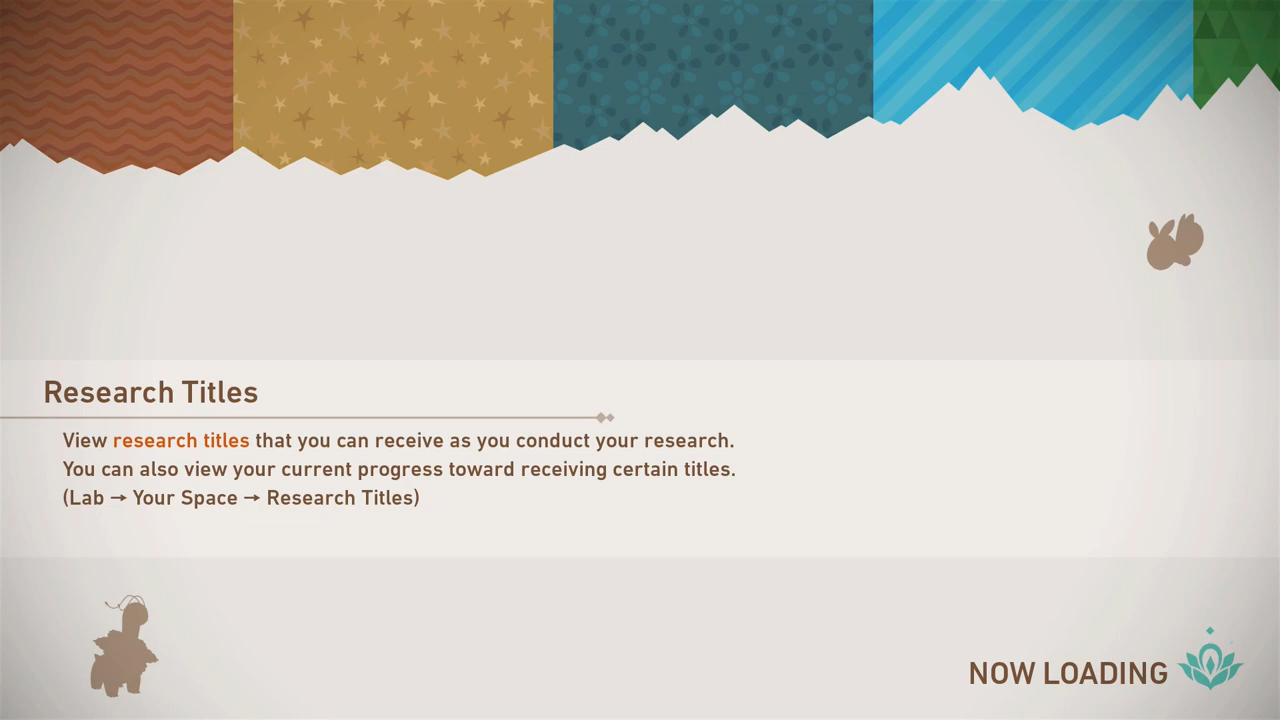 Research Titles
View research titles that you can receive as you conduct your research.
You can also view your current progress toward receiving certain titles.
(Lab → Your Space → Research Titles)
NOW LOADING